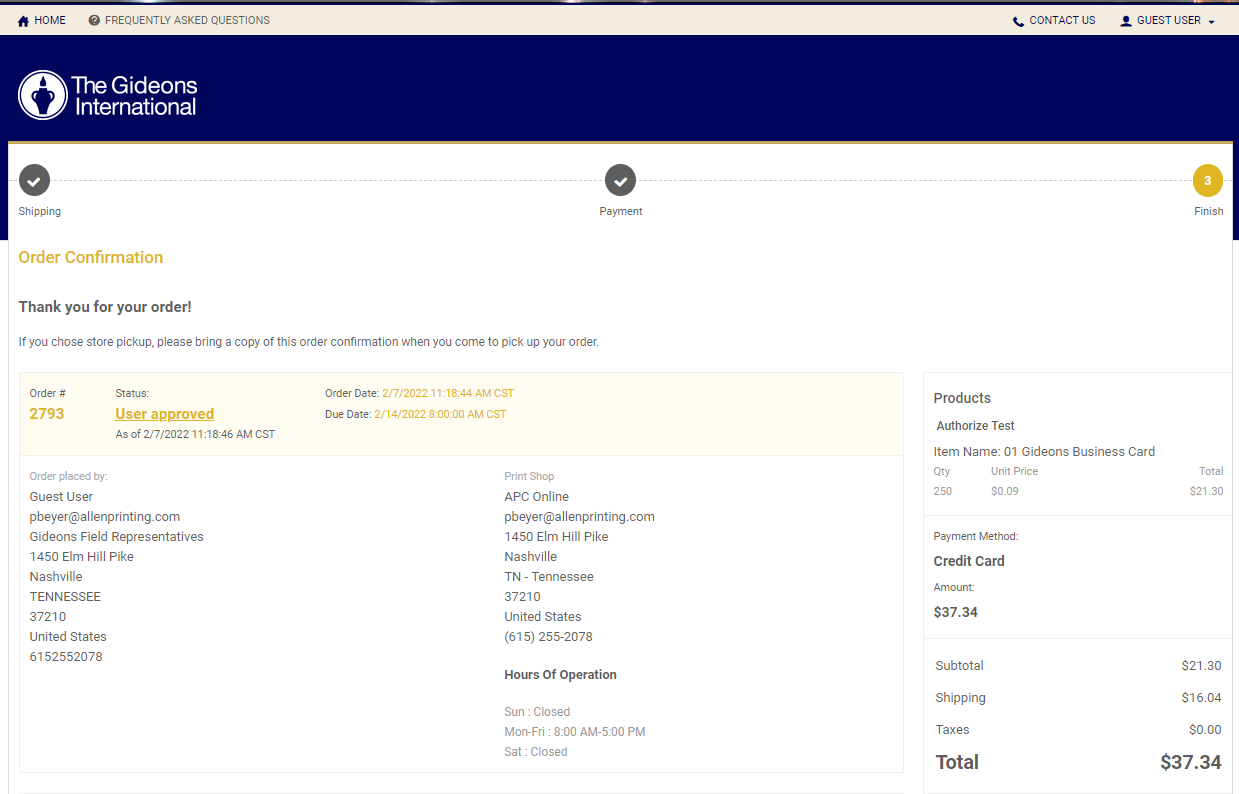 HOME
FREQUENTLY ASKED QUESTIONS
CONTACT US
GUEST USER
The Gideons
International
3
Shipping
Payment
Finish
Order Confirmation
Thank you for your order!
If you chose store pickup, please bring a copy of this order confirmation when you come to pick up your order.
Order #
2793
Status:
User approved
As of 2/7/2022 11:18:46 AM CST
Order Date: 2/7/2022 11:18:44 AM CST
Due Date: 2/14/2022 8:00:00 AM CST
Order placed by:
Guest User
pbeyer@allenprinting.com
Gideons Field Representatives
1450 Elm Hill Pike
Nashville
TENNESSEE
37210
United States
6152552078
Print Shop
APC Online
pbeyer@allenprinting.com
1450 Elm Hill Pike
Nashville
TN - Tennessee
37210
United States
(615) 255-2078
Hours Of Operation
Sun : Closed
Mon-Fri : 8:00 AM-5:00 PM
Sat : Closed
Products
Authorize Test
Item Name: 01 Gideons Business Card
Qty Unit Price Total
250 $0.09 $21.30
Payment Method:
Credit Card
Amount:
$37.34
Subtotal $21.30
Shipping $16.04
Taxes $0.00
Total $37.34